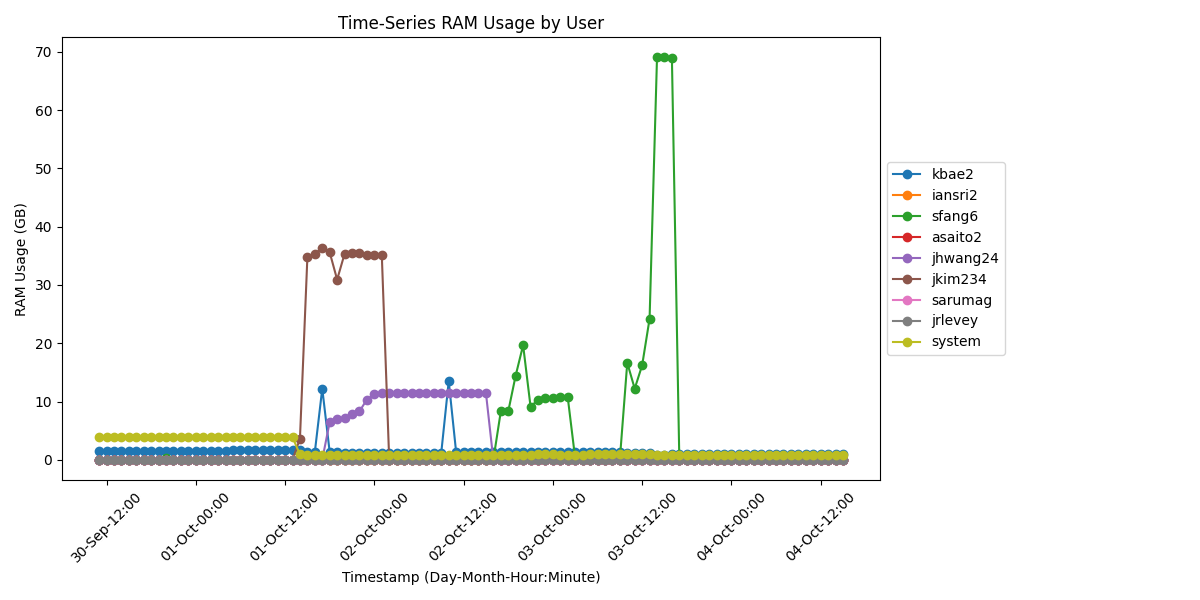 Time-Series RAM Usage by User
70
60
50
40
30
20
10
0
RAM Usage (GB)
30-Sep-12:00
01-Oct-00:00
01-Oct-12:00
02-Oct-00:00
02-Oct-12:00
03-Oct-00:00
03-Oct-12:00
04-Oct-00:00
04-Oct-12:00
Timestamp (Day-Month-Hour:Minute)
kbae2
iansri2
sfang6
asaito2
jhwang24
jkim234
sarumag
jrlevey
system